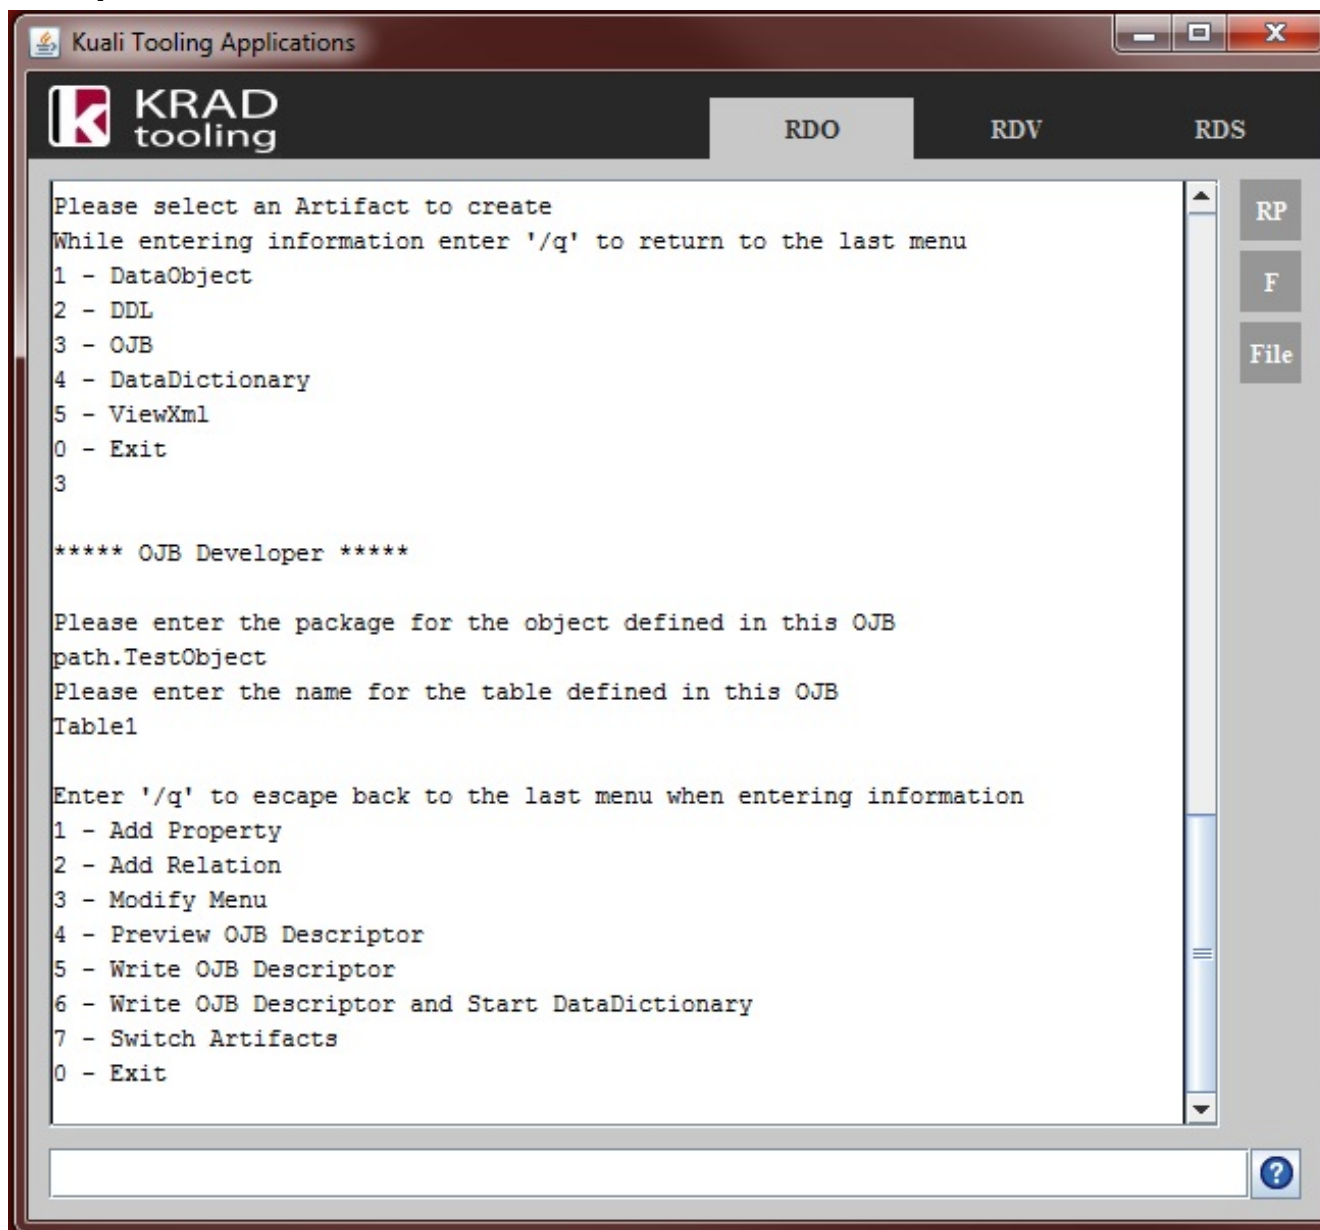 Kuali Tooling Applications
KRAD
tooling
RDO
RDV
RDS
Please select an Artifact to create
While entering information enter '/q' to return to the last menu
1 - DataObject
2 - DDL
3 - OJB
4 - DataDictionary
5 - ViewXml
0 - Exit
3
***** OJB Developer *****
Please enter the package for the object defined in this OJB
path.TestObject
Please enter the name for the table defined in this OJB
Table1
Enter '/q' to escape back to the last menu when entering information
1 - Add Property
2 - Add Relation
3 - Modify Menu
4 - Preview OJB Descriptor
5 - Write OJB Descriptor
6 - Write OJB Descriptor and Start DataDictionary
7 - Switch Artifacts
0 - Exit
RP
F
File
?